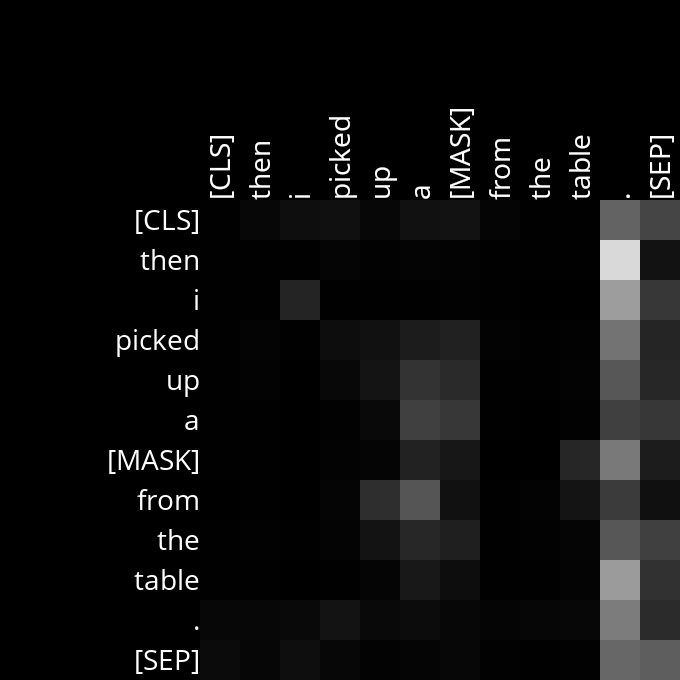 [CLS] then i picked up a [MASK] from the table . [SEP]
[CLS]
then
i
picked
up
a
[MASK]
from
the
table
.
[SEP]